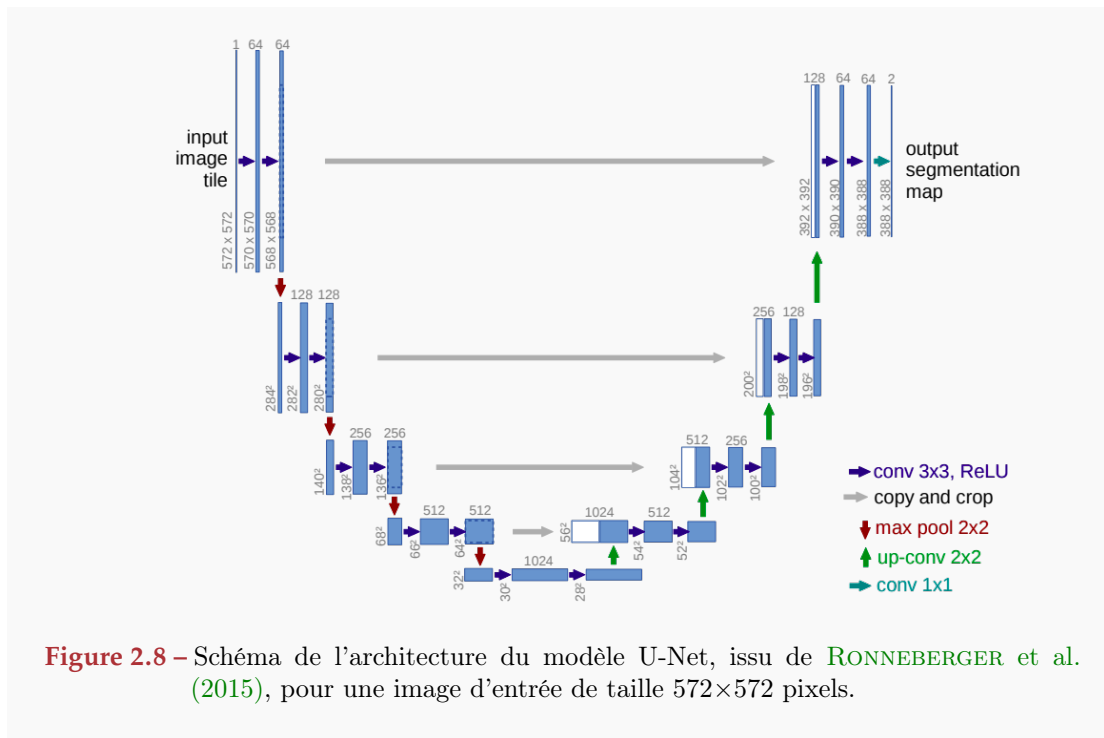 1 64 64
128 64 64 2
input
image
tile
output
segmentation
map
572 x 572
570 x 570
568 x 568
392 x 392
390 x 390
388 x 388
388 x 388
128 128
256 128
284²
282²
280²
200²
198²
196²
256 256
512 256
140²
138²
136²
104²
102²
100²
conv 3x3, ReLU
copy and crop
max pool 2x2
up-conv 2x2
conv 1x1
512 512
1024 512
68²
66²
64²
56²
54²
52²
1024
32²
30²
28²
Figure 2.8 – Schéma de l'architecture du modèle U-Net, issu de RONNEBERGER et al.
(2015), pour une image d'entrée de taille 572×572 pixels.